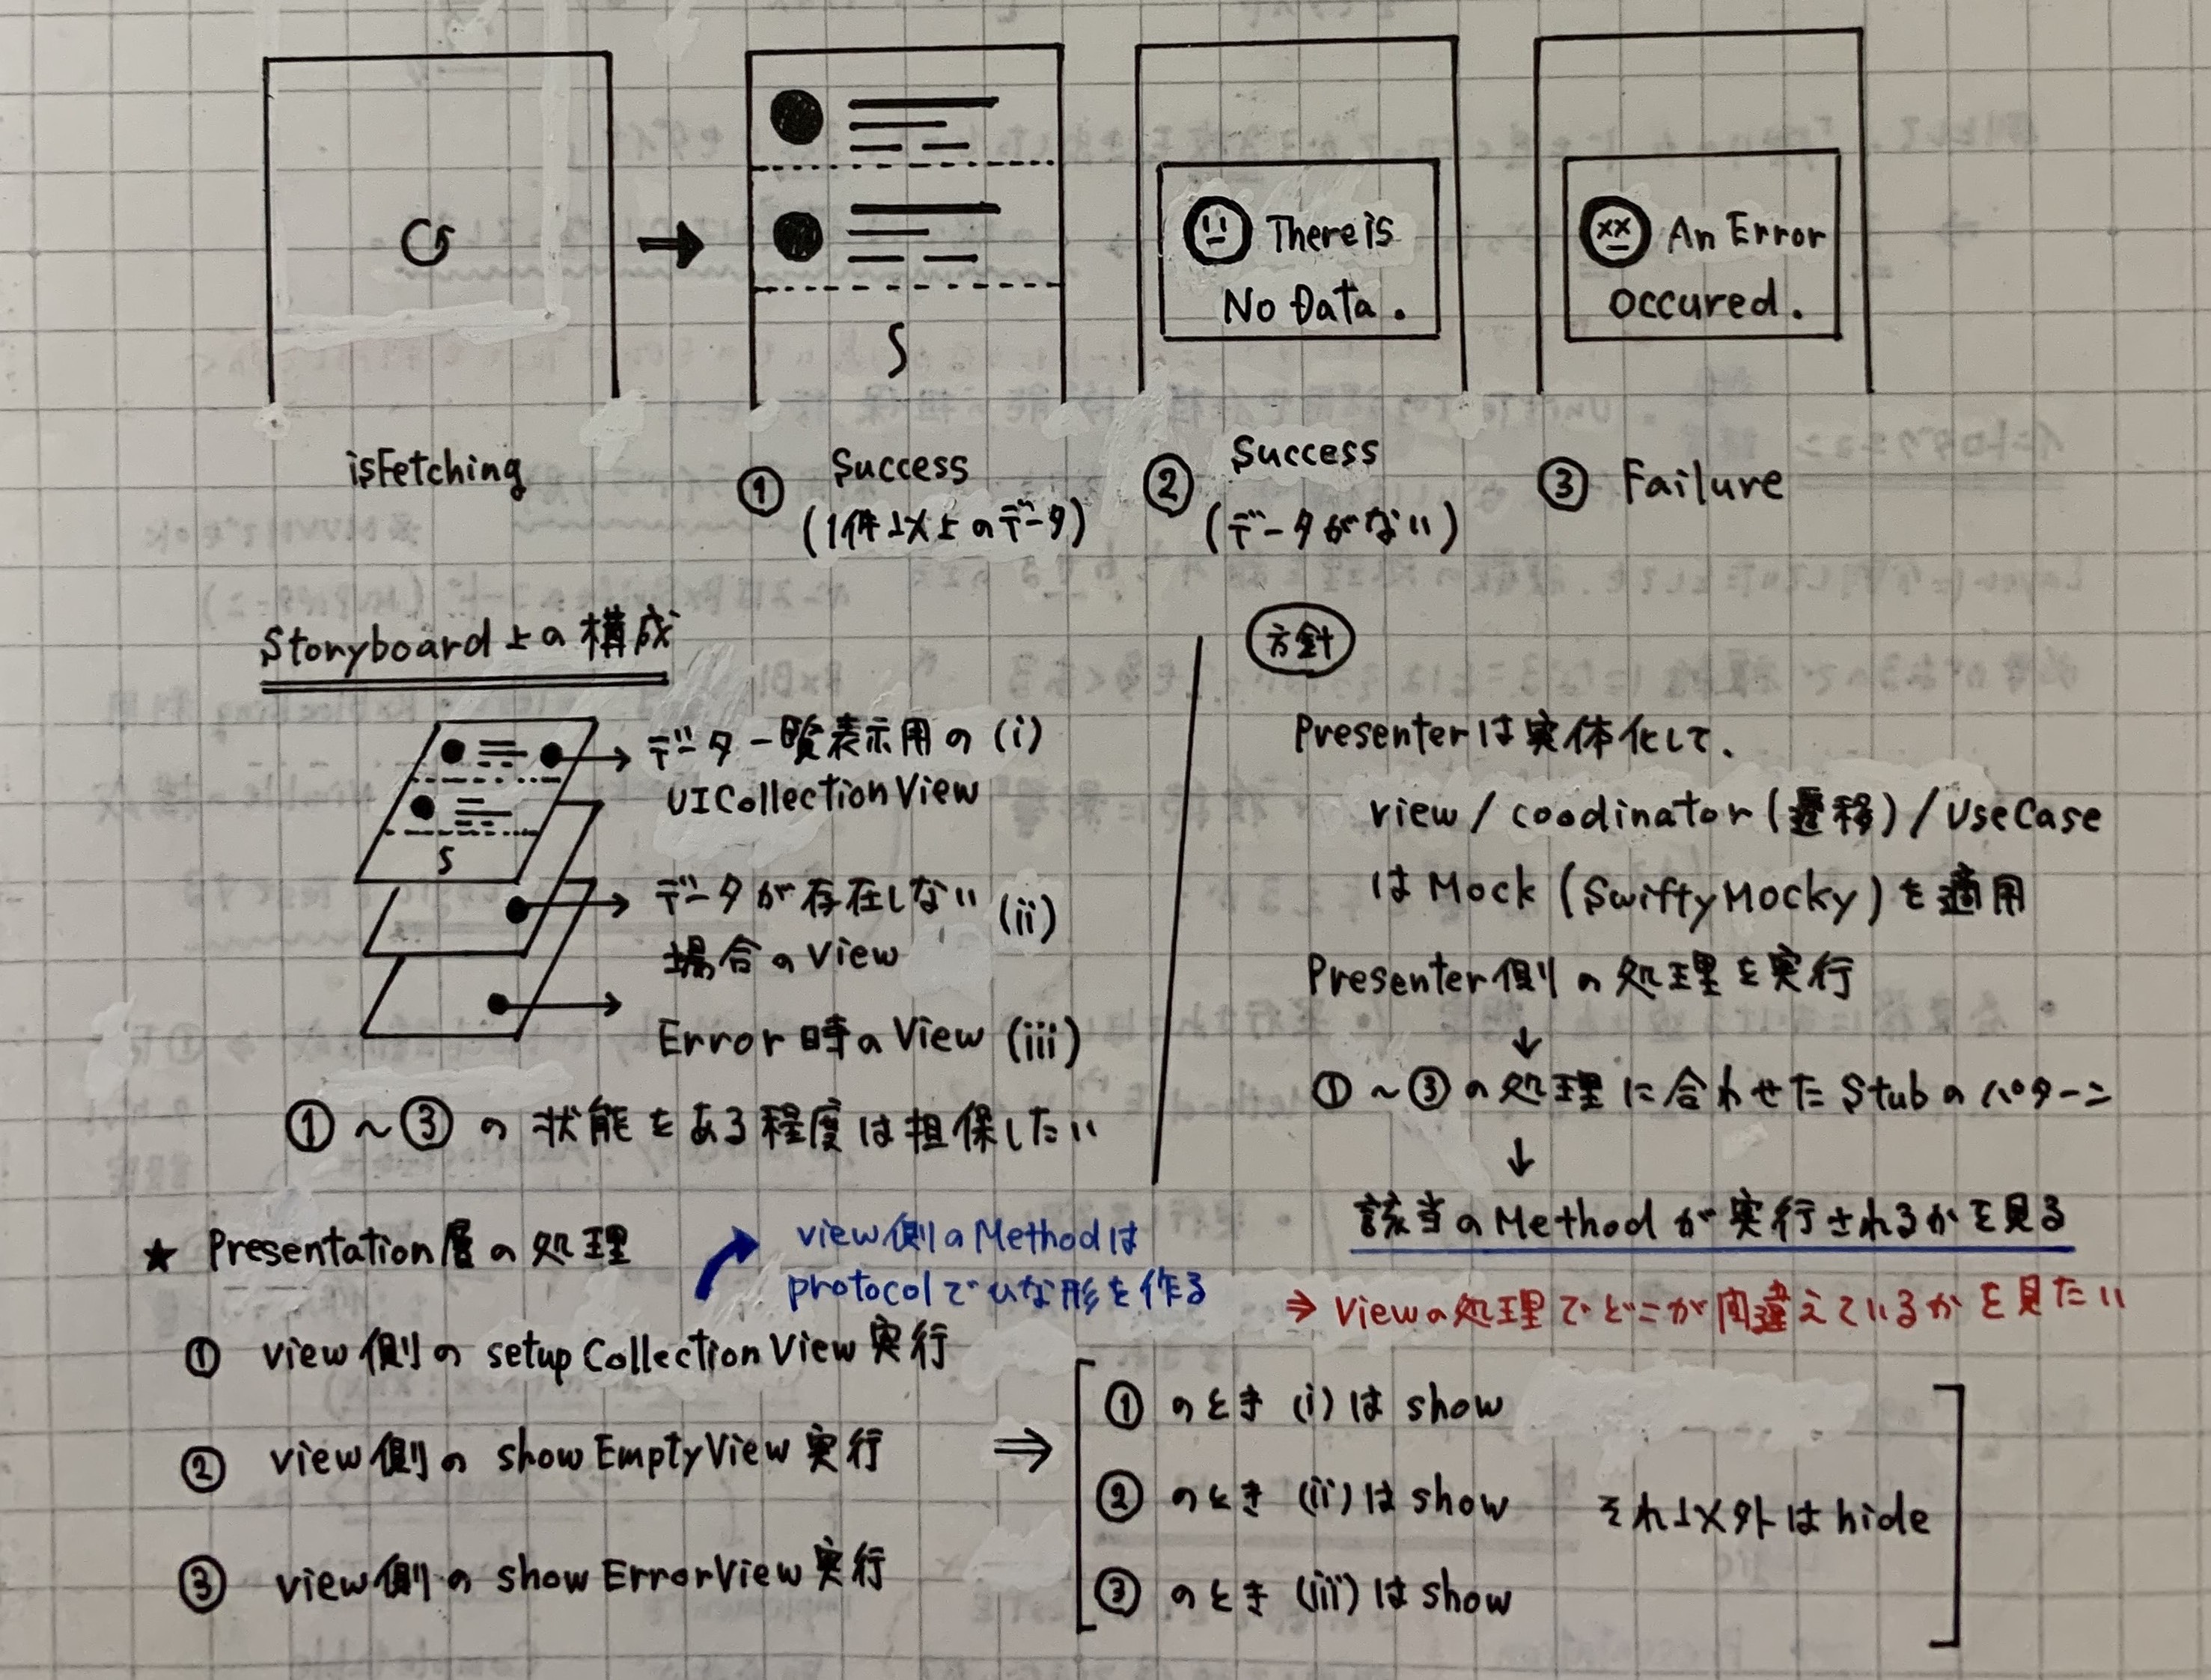 There is
No Data.
An Error
occured.
isFetching
① Success
(1件以上のデータ)
② Success
(データがない)
③ Failure
Storyboard上の構成
データ一覧表示用の (i)
UICollectionView
データが存在しない (ii)
場合のView
Error時のView (iii)
①~③の状態をある程度は担保したい
方針
Presenterは実体化して、
view/coodinator(遷移)/UseCase
はMock(SwiftyMocky)を適用
Presenter側の処理を実行
↓
①~③の処理に合わせたStubのパターン
↓
該当のMethodが実行されるかを見る
⇒ Viewの処理でどこが間違えているかを見たい
★ Presentation層の処理
view側のMethodは
protocolでひな形を作る
① view側の setupCollectionView実行
② view側の showEmptyView実行
③ view側の showErrorView実行
⇒
①のとき (i)は show
②のとき (ii)は show それ以外は hide
③のとき (iii)は show